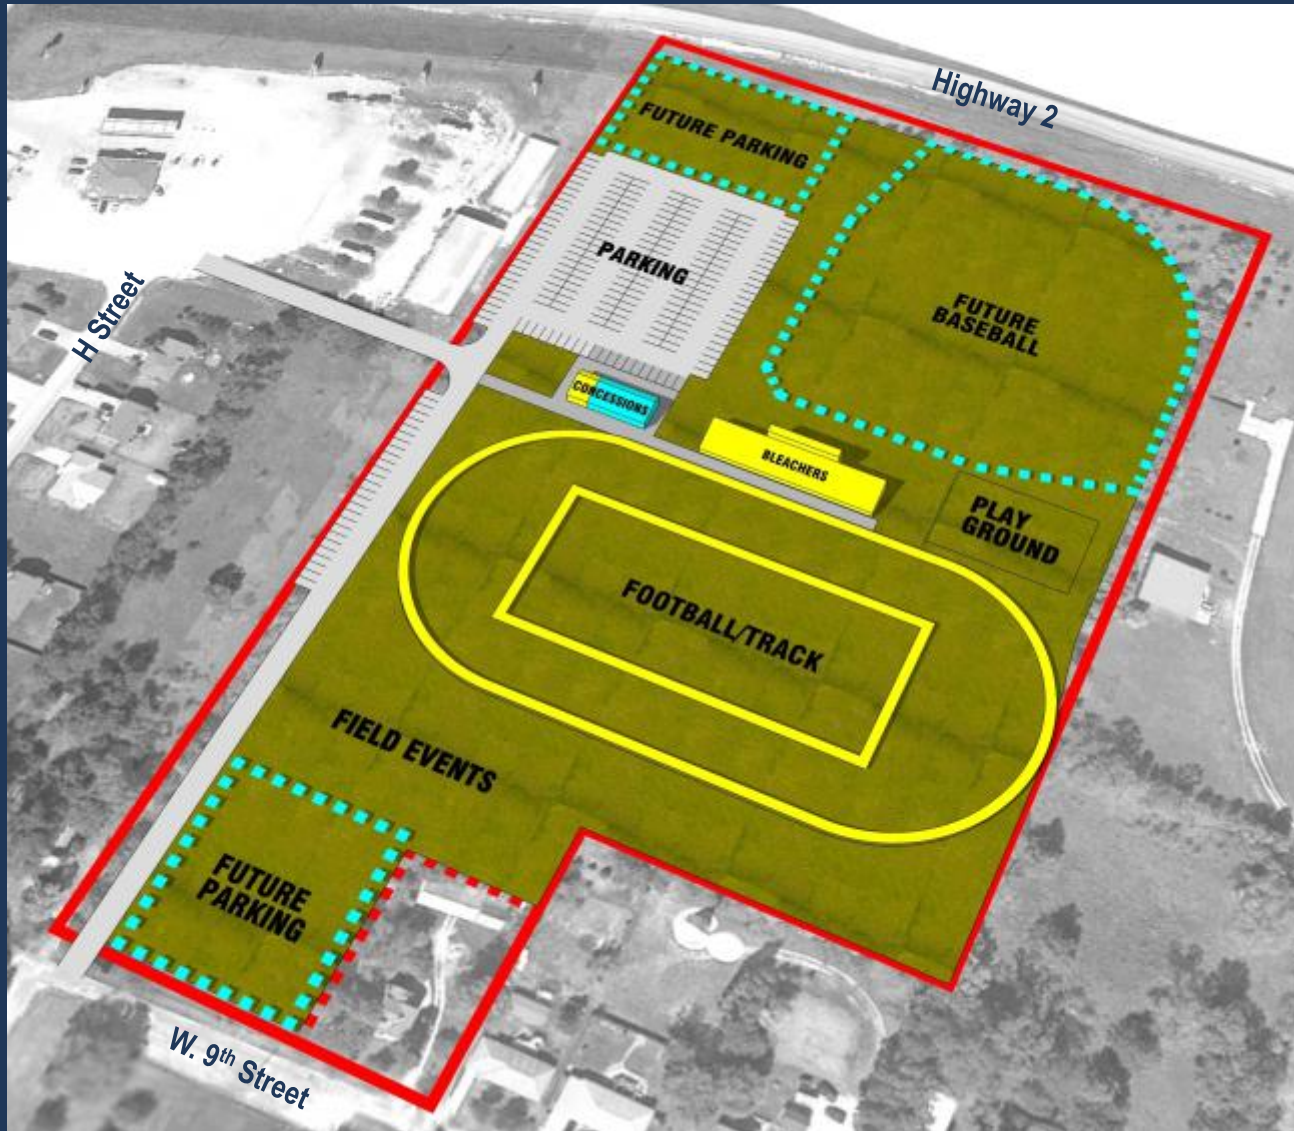 Highway 2
FUTURE PARKING
PARKING
H Street
FUTURE
BASEBALL
CONCESSIONS
BLEACHERS
PLAY
GROUND
FOOTBALL/TRACK
FIELD EVENTS
FUTURE
PARKING
W. 9th Street